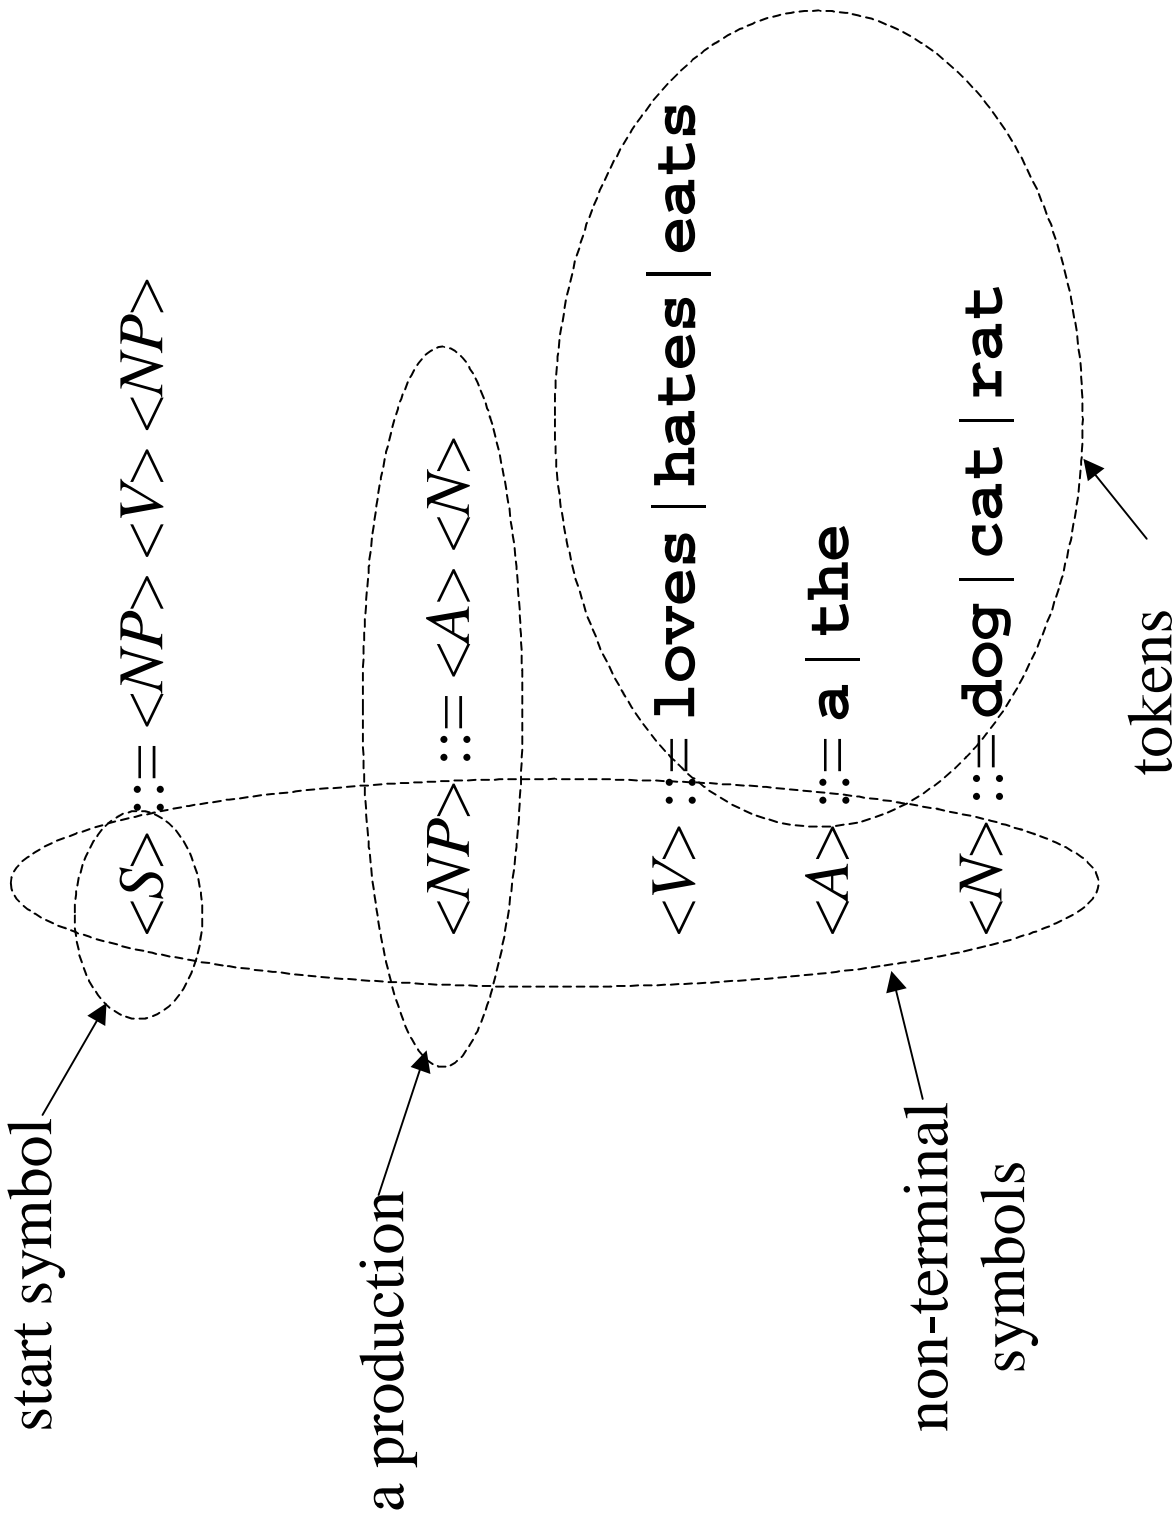 start symbol
<S> ::= <NP> <V> <NP>
a production
<NP> ::= <A> <N>
<V> ::= loves | hates | eats
<A> ::= a | the
non-terminal
symbols
<N> ::= dog | cat | rat
tokens